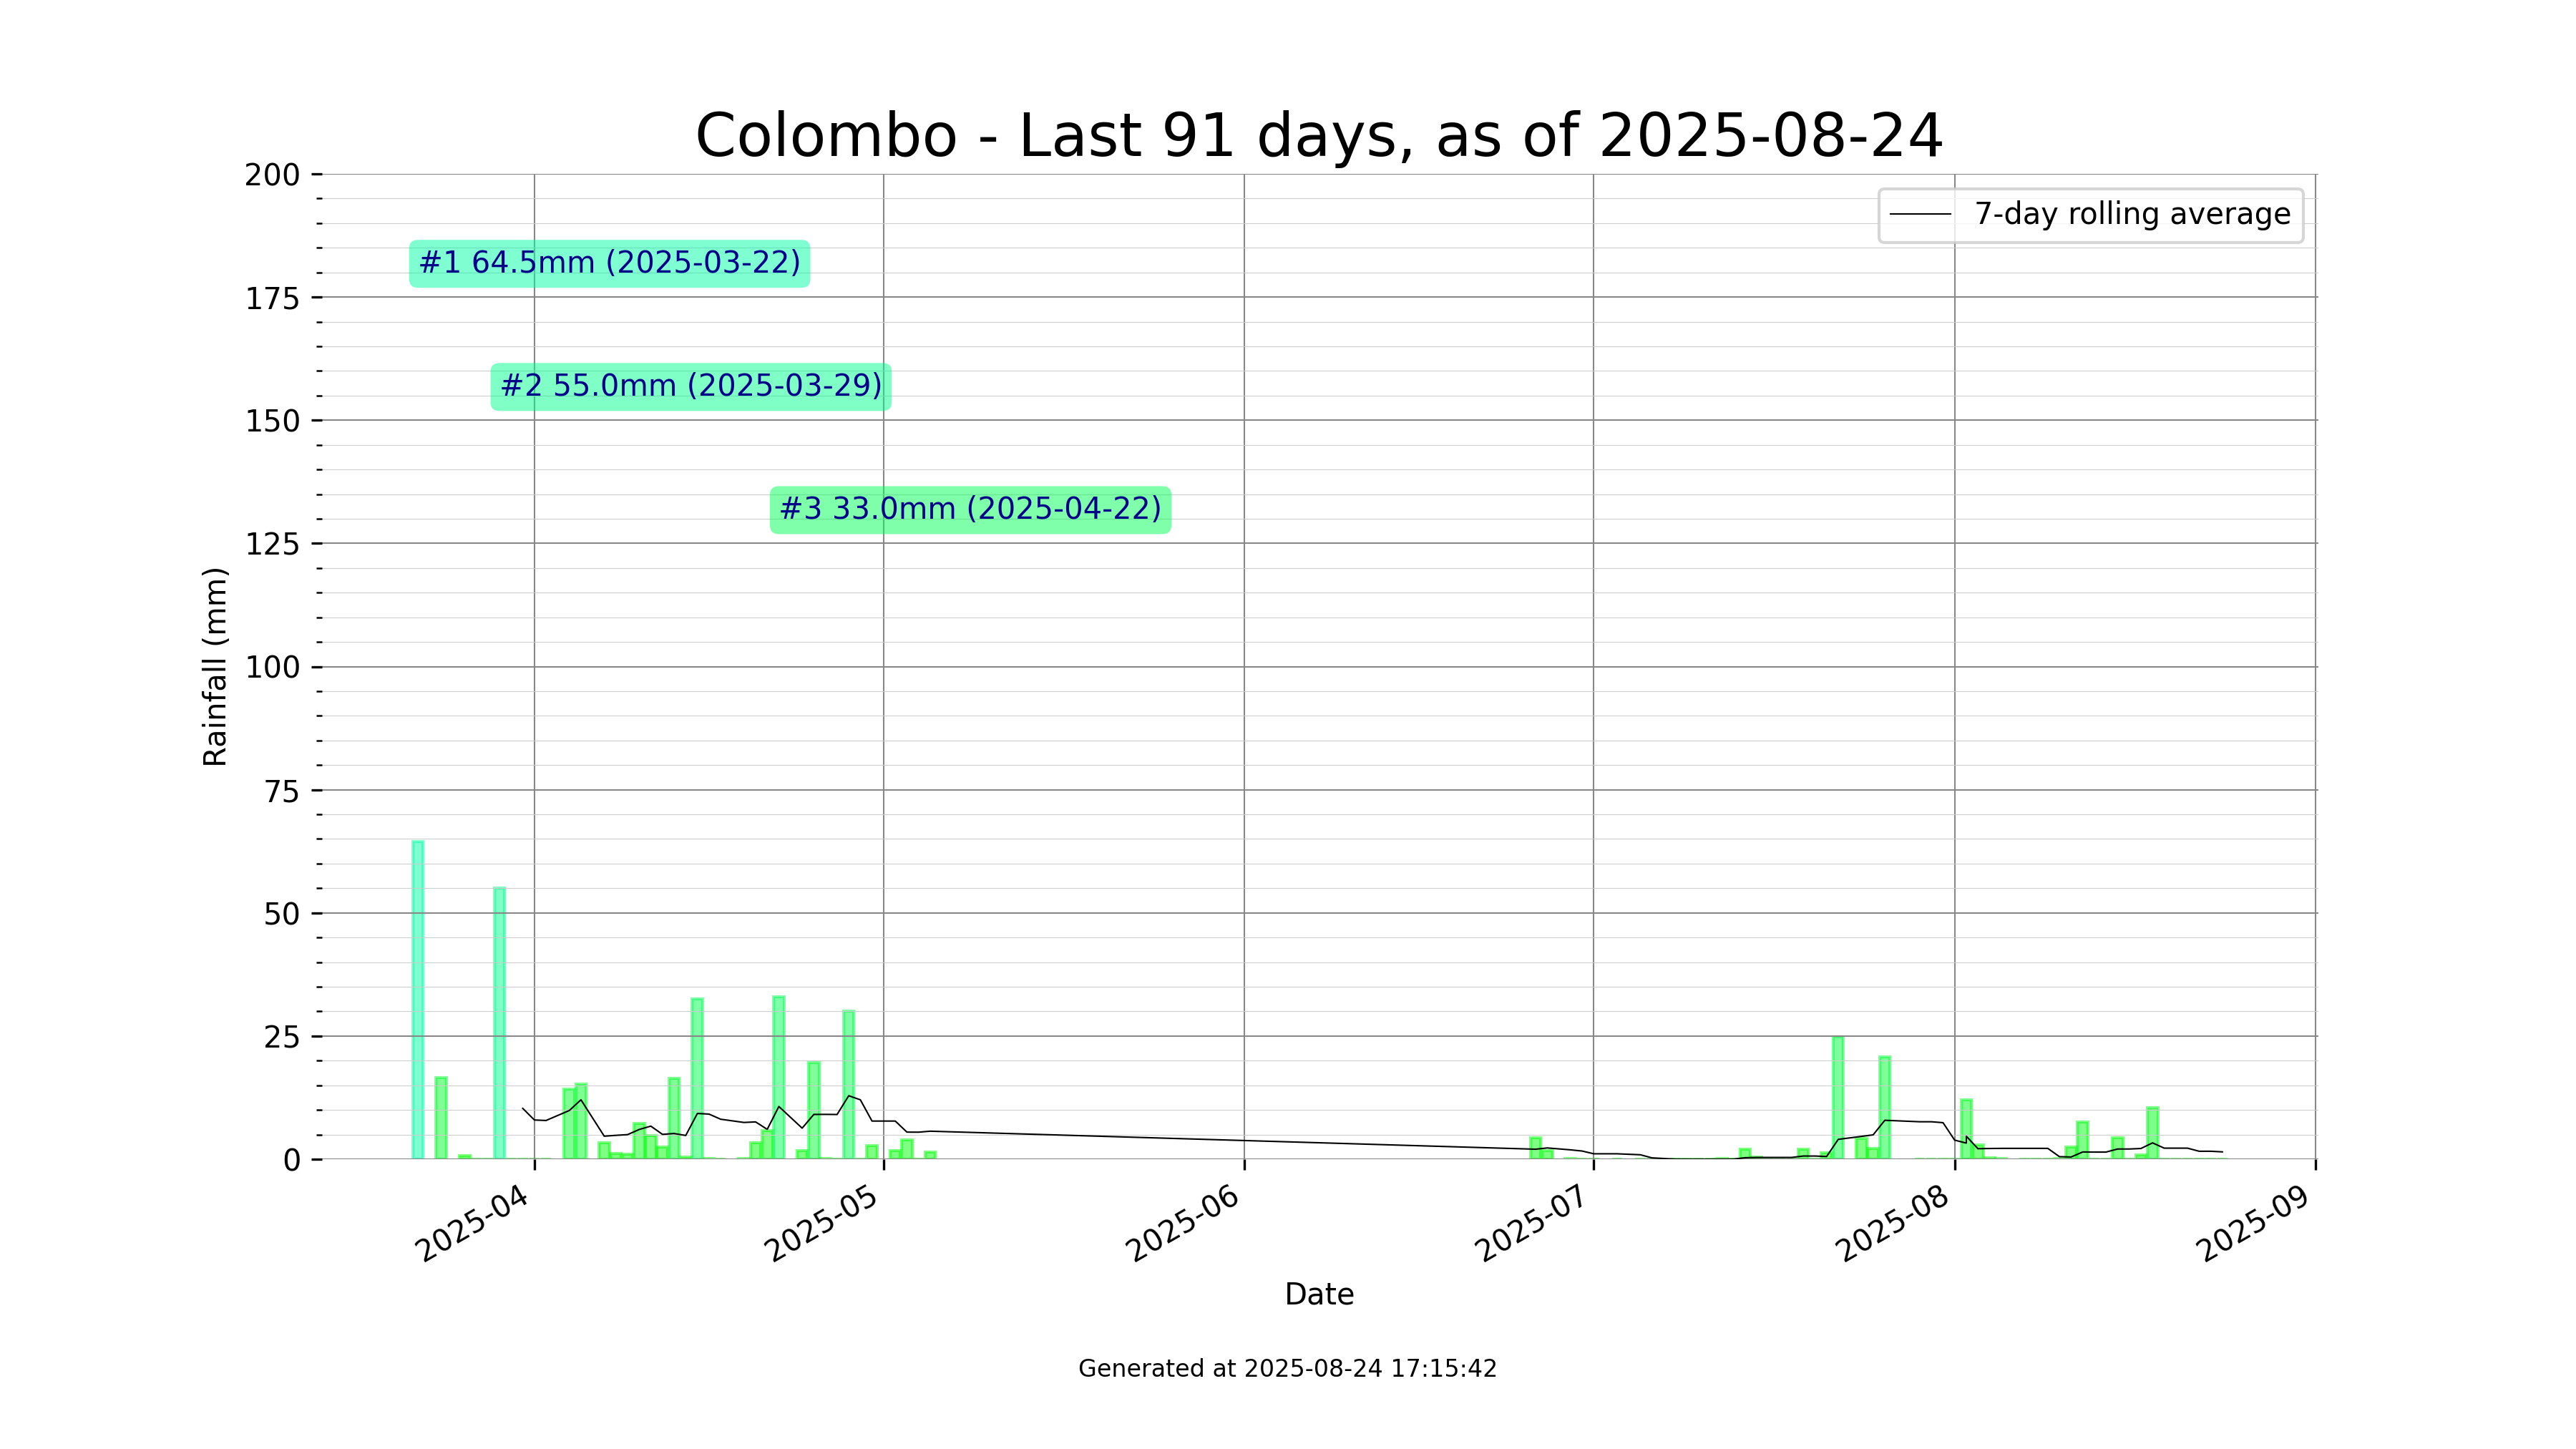 Colombo - Last 91 days, as of 2025-08-24
200
175
150
125
100
75
50
25
0
Rainfall (mm)
7-day rolling average
#1 64.5mm (2025-03-22)
#2 55.0mm (2025-03-29)
#3 33.0mm (2025-04-22)
2025-04
2025-05
2025-06
2025-07
2025-08
2025-09
Date
Generated at 2025-08-24 17:15:42